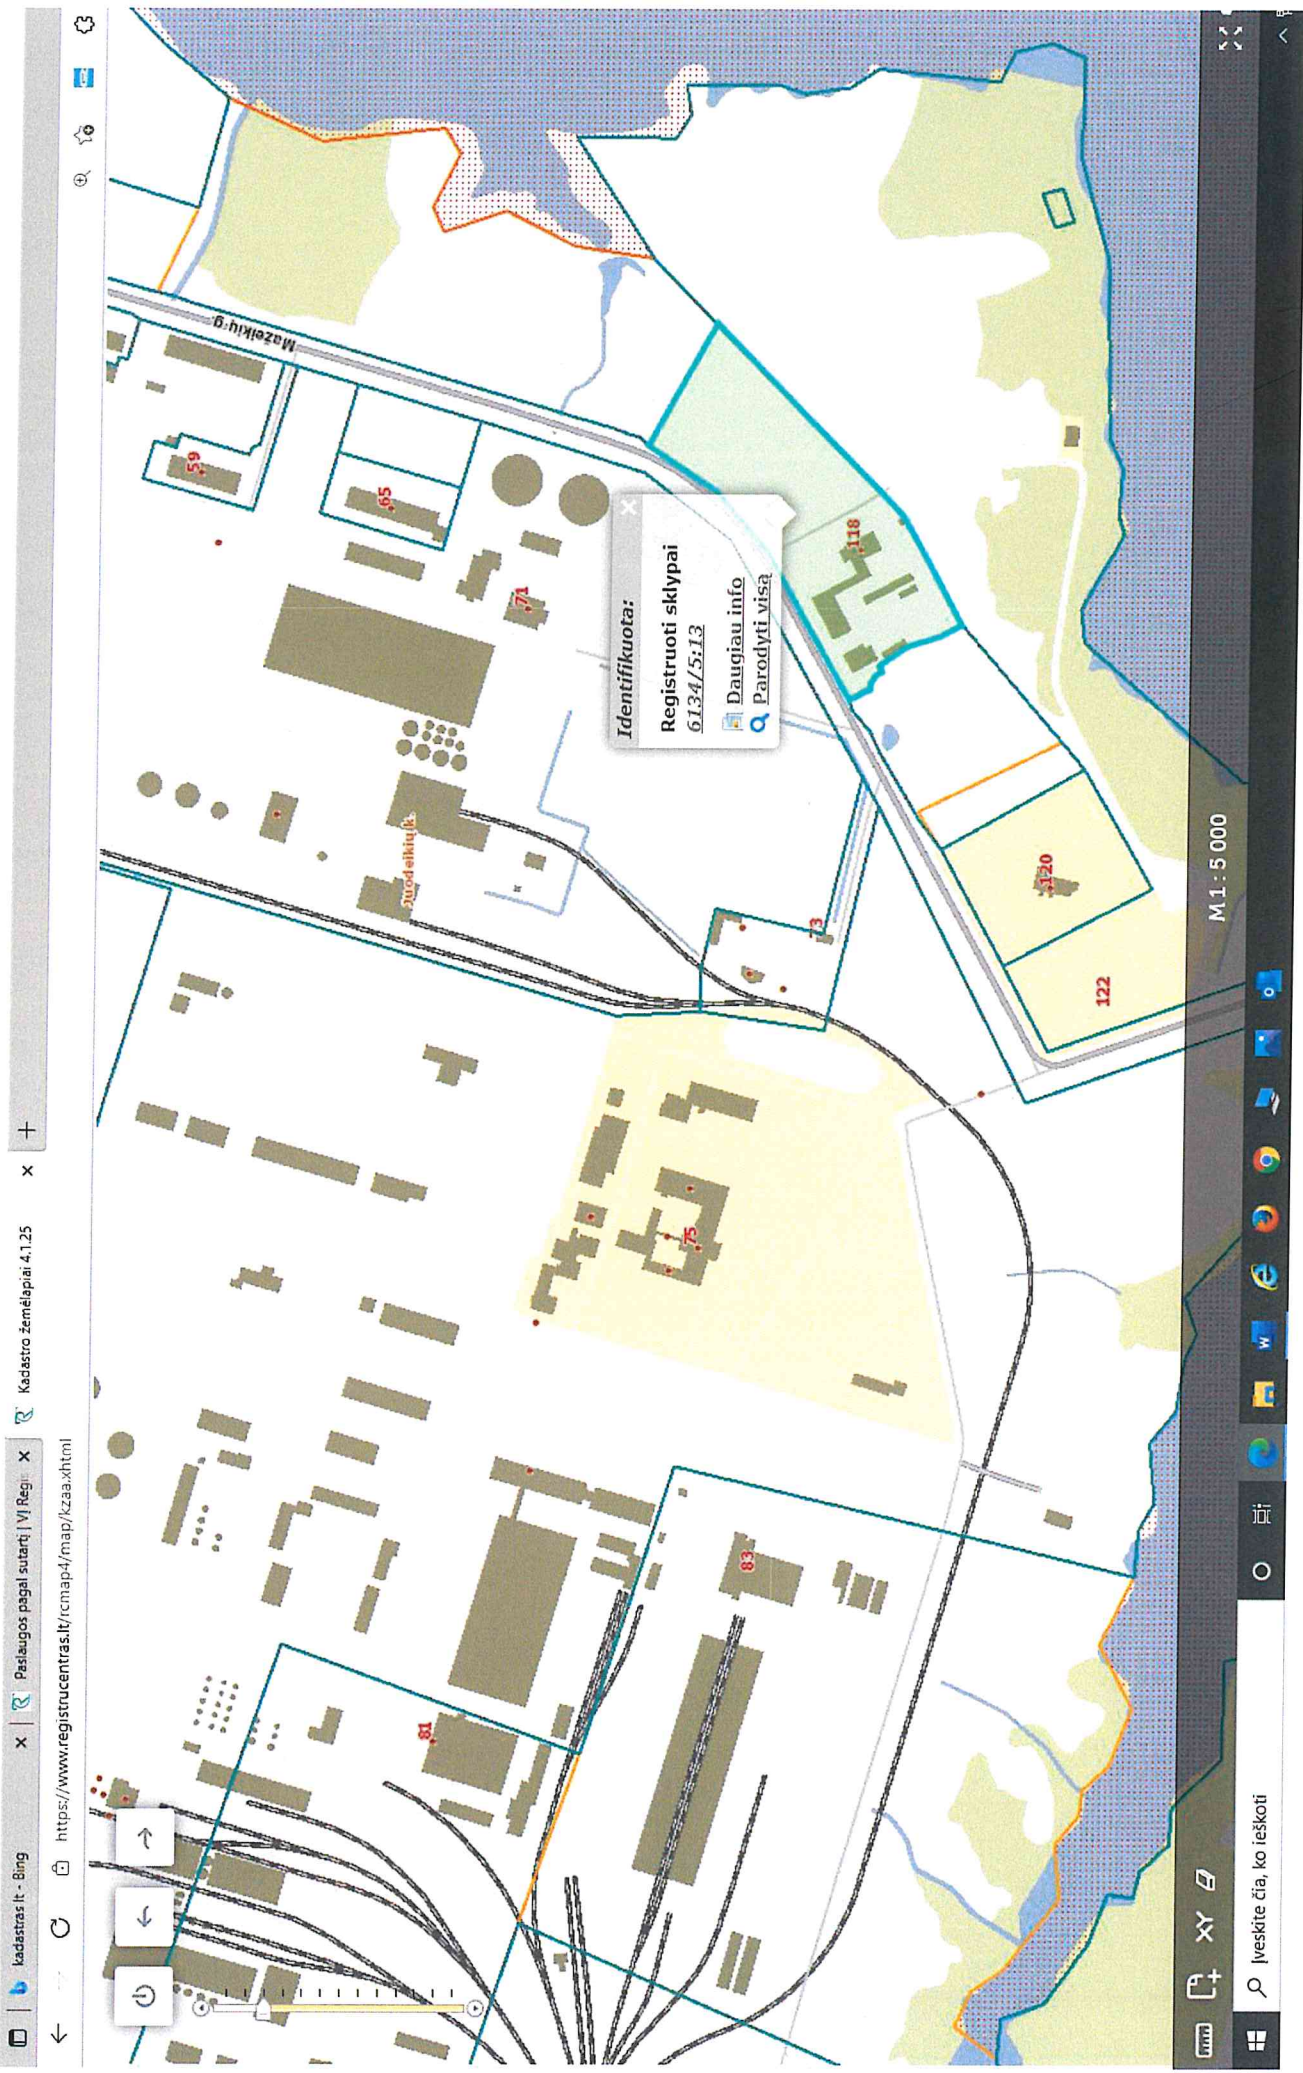 kadastras.lt - Bing
Paslaugos pagal sutartį | VĮ Regis
Kadastro žemėlapiai 4.1.25
https://www.registrucentras.lt/rcmap4/map/kzaa.xhtml
Mažeikių g.
59
65
71
Juodeikių k.
81
83
75
73
118
120
122
Identifikuota:
Registruoti sklypai
6134/5:13
Daugiau info
Parodyti visą
XY
M 1 : 5 000
Įveskite čia, ko ieškoti